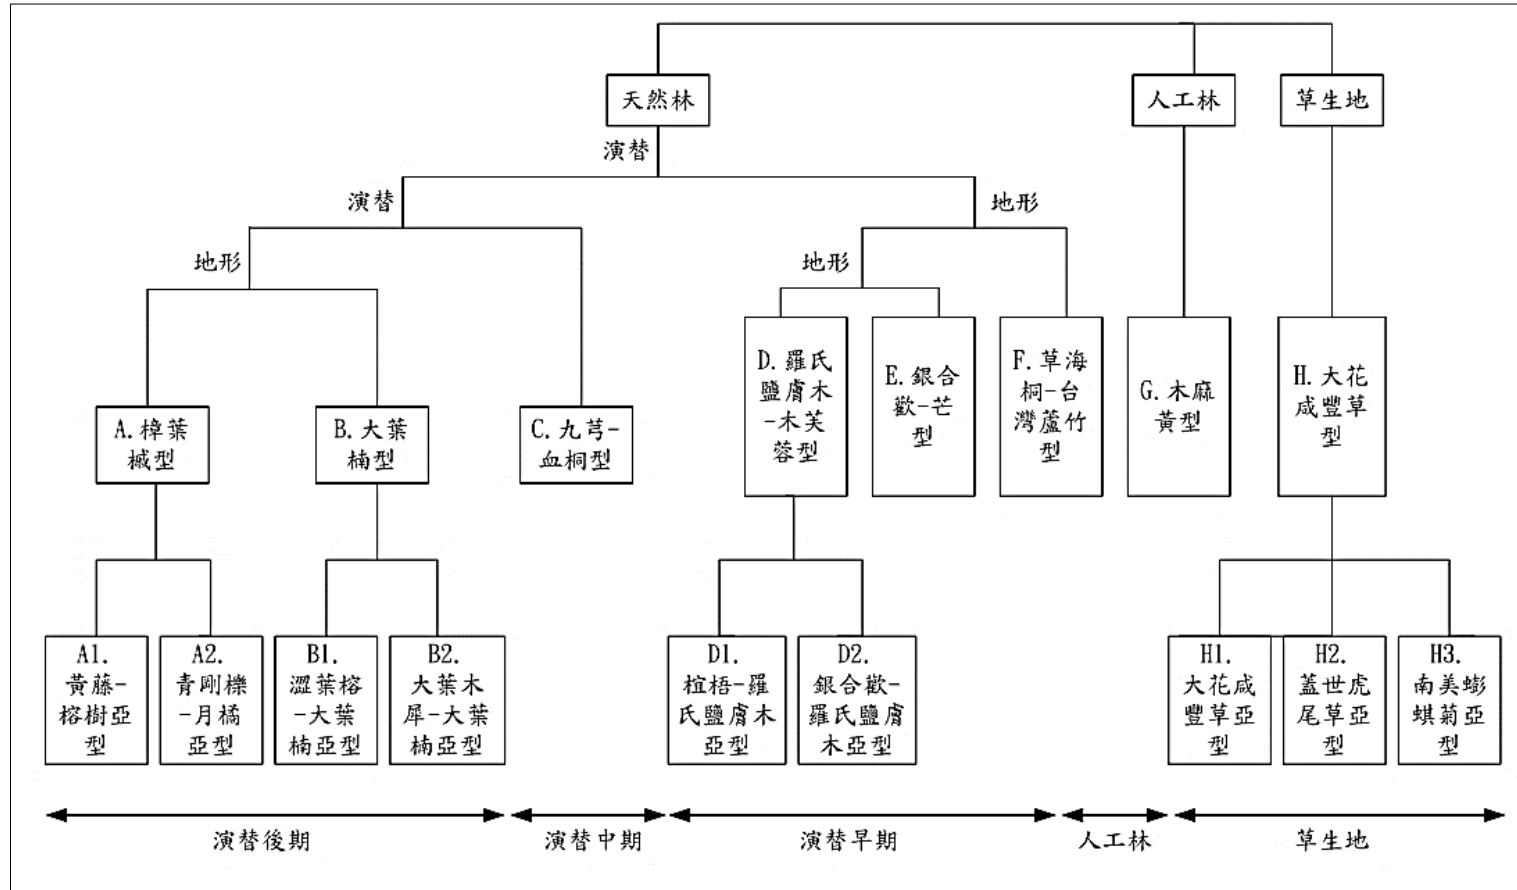 天然林
人工林
草生地
演替
演替
地形
地形
地形
A.樟葉
槭型
B.大葉
楠型
C.九芎-
血桐型
D.羅氏
鹽膚木
-木芙
蓉型
E.銀合
歡-芒
型
F.草海
桐-台
灣蘆竹
型
G.木麻
黃型
H.大花
咸豐草
型
A1.
黃藤-
榕樹亞
型
A2.
青剛櫟
-月橘
亞型
B1.
澀葉榕
-大葉
楠亞型
B2.
大葉木
犀-大葉
楠亞型
D1.
楦梧-羅
氏鹽膚木
亞型
D2.
銀合歡-
羅氏鹽膚
木亞型
H1.
大花咸
豐草亞
型
H2.
蓋世虎
尾草亞
型
H3.
南美蟛
蜞菊亞
型
演替後期
演替中期
演替早期
人工林
草生地